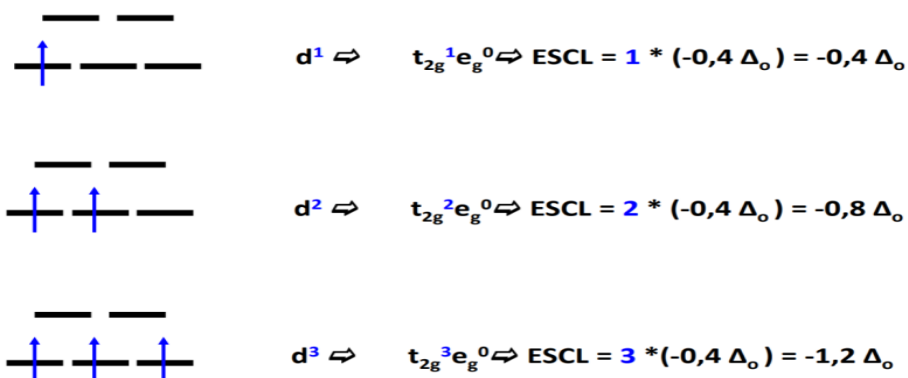 d¹ ⇨ t₂g¹eg⁰⇨ ESCL = 1 * (-0,4 Δₒ ) = -0,4 Δₒ
d² ⇨ t₂g²eg⁰⇨ ESCL = 2 * (-0,4 Δₒ ) = -0,8 Δₒ
d³ ⇨ t₂g³eg⁰⇨ ESCL = 3 *(-0,4 Δₒ ) = -1,2 Δₒ